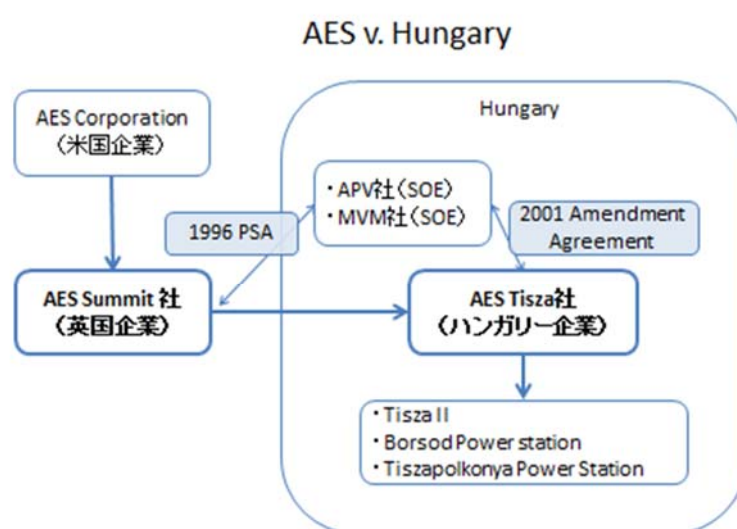 AES v. Hungary
AES Corporation
（米国企業）
Hungary
・APV社（SOE）
・MVM社（SOE）
1996 PSA
2001 Amendment
Agreement
AES Summit 社
（英国企業）
AES Tisza社
（ハンガリー企業）
・Tisza II
・Borsod Power station
・Tiszapolkonya Power Station